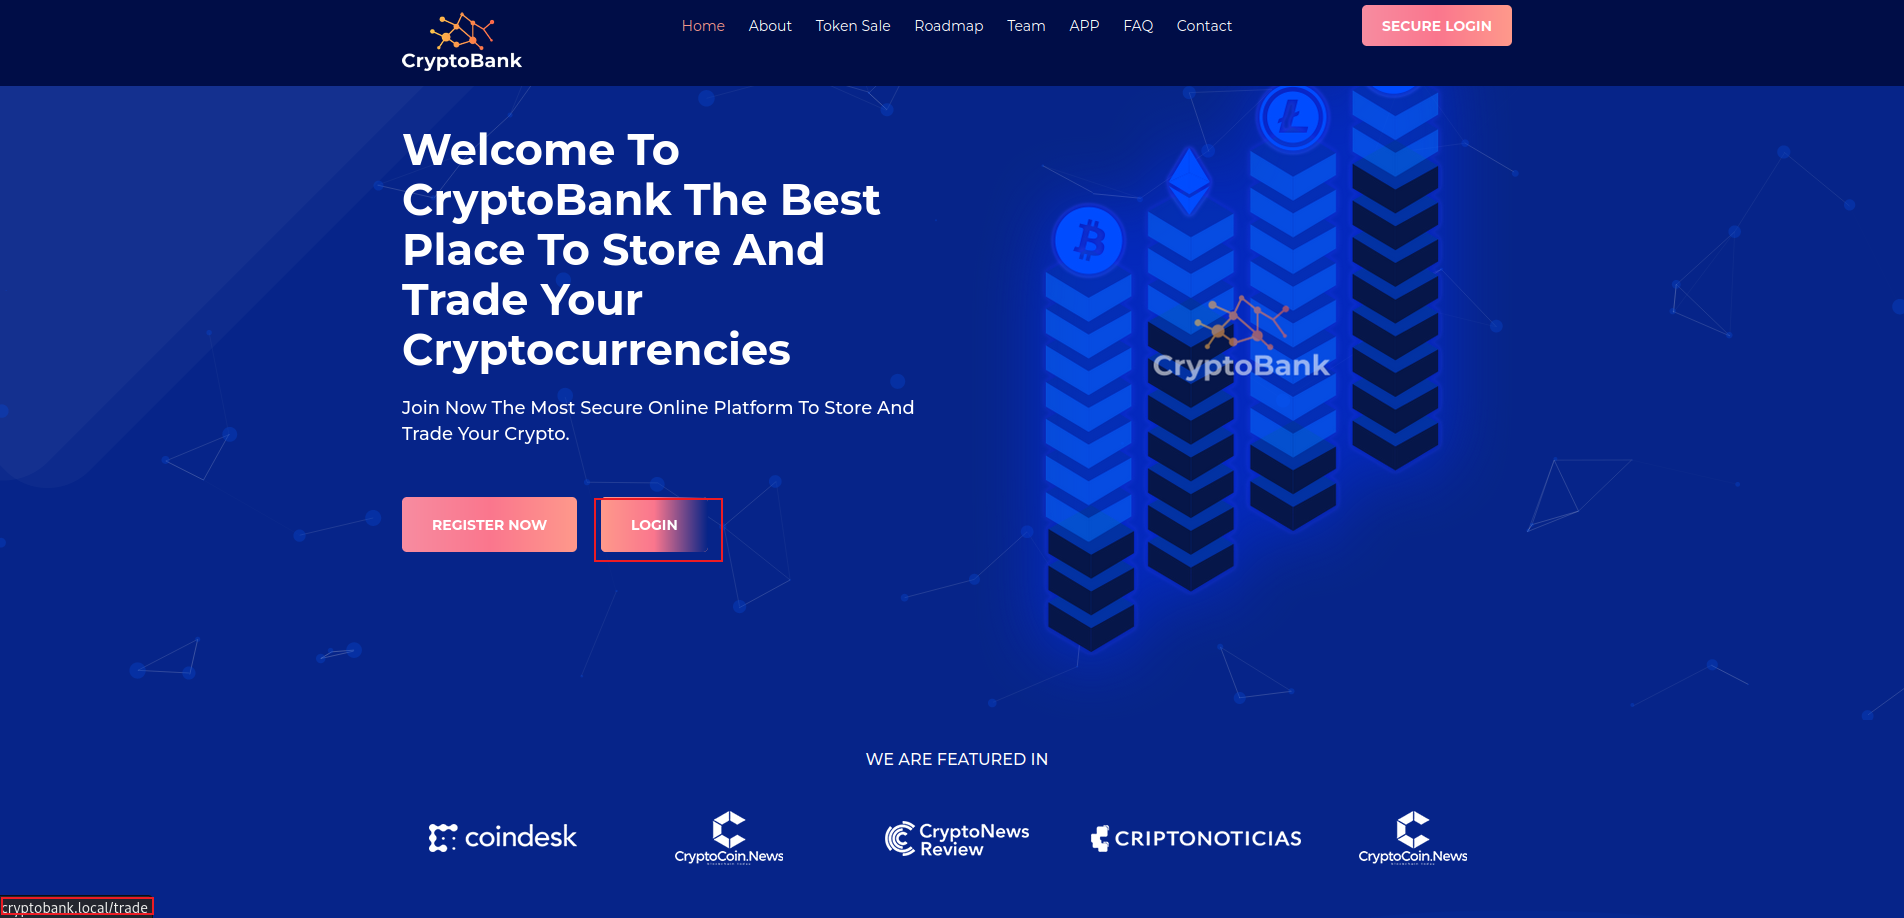 CryptoBank
Home About Token Sale Roadmap Team APP FAQ Contact
SECURE LOGIN
Welcome To
CryptoBank The Best
Place To Store And
Trade Your
Cryptocurrencies
Join Now The Most Secure Online Platform To Store And
Trade Your Crypto.
REGISTER NOW
LOGIN
CryptoBank
WE ARE FEATURED IN
coindesk
CryptoCoin.News
CryptoNews
Review
CRIPTONOTICIAS
CryptoCoin.News
cryptobank.local/trade